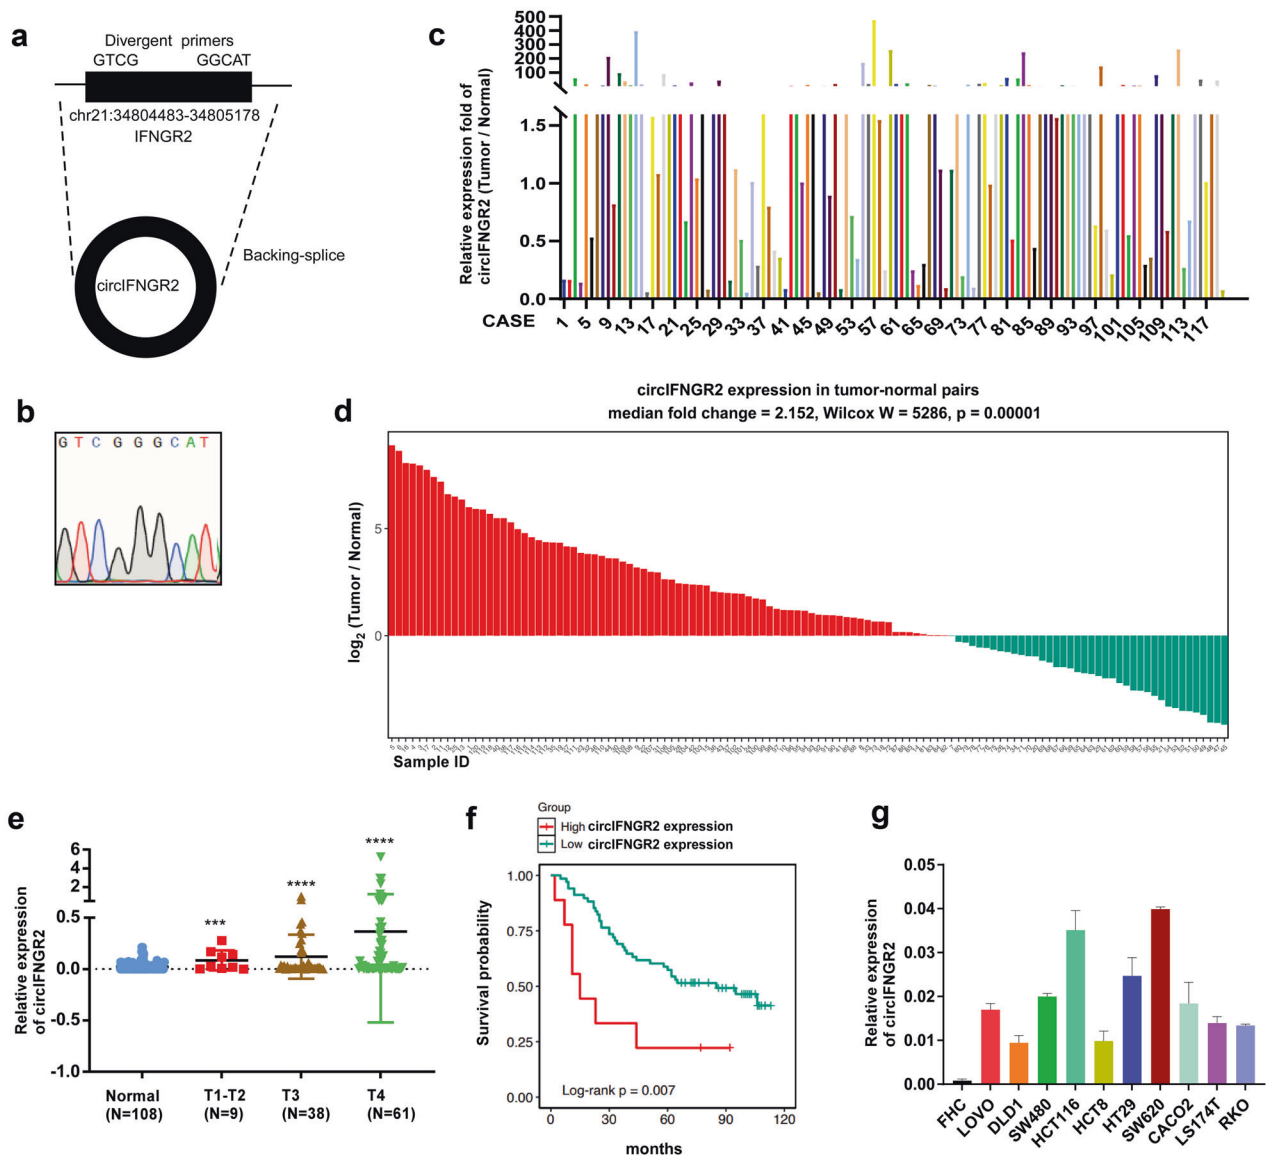 a
Divergent primers
GTCG GGCAT
chr21:34804483-34805178
IFNGR2
circIFNGR2
Backing-splice
b
G T C G G G C A T
c
Relative expression fold of
circIFNGR2 (Tumor / Normal)
500
400
300
200
100
1.5
1.0
0.5
0.0
CASE
1 5 9 13 17 21 25 29 33 37 41 45 49 53 57 61 65 69 73 77 81 85 89 93 97 101 105 109 113 117
d
circIFNGR2 expression in tumor-normal pairs
median fold change = 2.152, Wilcox W = 5286, p = 0.00001
log2 (Tumor / Normal)
5
0
Sample ID
e
Relative expression
of circIFNGR2
6
4
2
0.5
0.0
-0.5
-1.0
*** **** ****
Normal T1-T2 T3 T4
(N=108) (N=9) (N=38) (N=61)
f
Group
High circIFNGR2 expression
Low circIFNGR2 expression
Survival probability
1.00
0.75
0.50
0.25
0.00
Log-rank p = 0.007
0 30 60 90 120
months
g
Relative expression
of circIFNGR2
0.05
0.04
0.03
0.02
0.01
0.00
FHC LOVO DLD1 SW480 HCT116 HCT8 HT29 SW620 CACO2 LS174T RKO